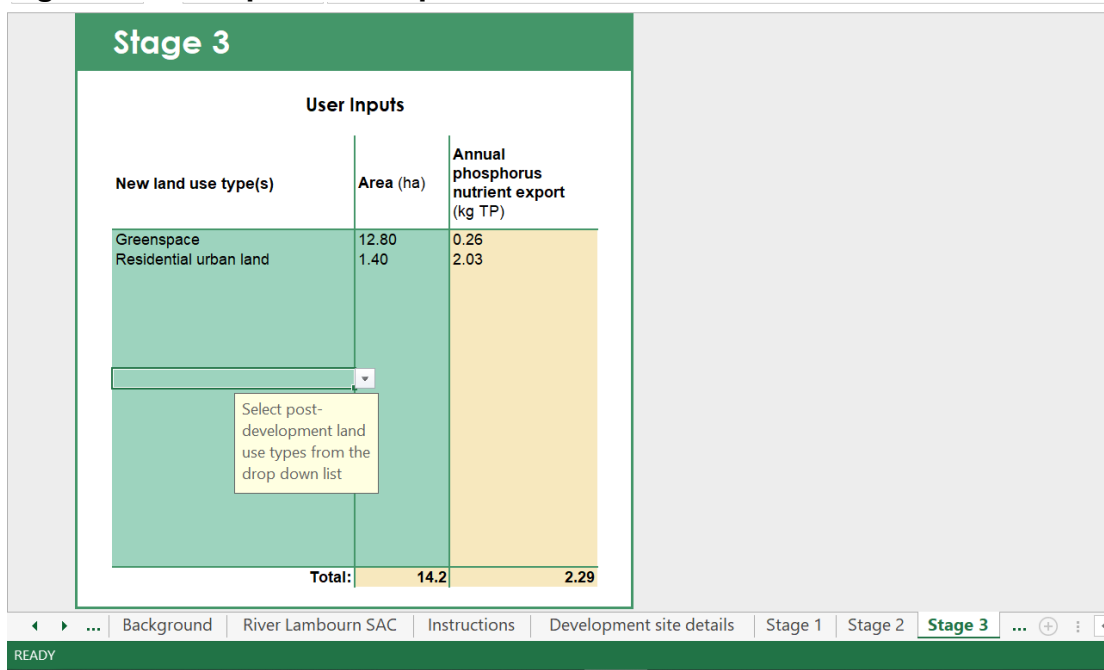 Stage 3
User Inputs
New land use type(s)
Area (ha)
Annual
phosphorus
nutrient export
(kg TP)
Greenspace 12.80 0.26
Residential urban land 1.40 2.03
Select post-
development land
use types from the
drop down list
Total: 14.2 2.29
... Background River Lambourn SAC Instructions Development site details Stage 1 Stage 2 Stage 3 ...
READY